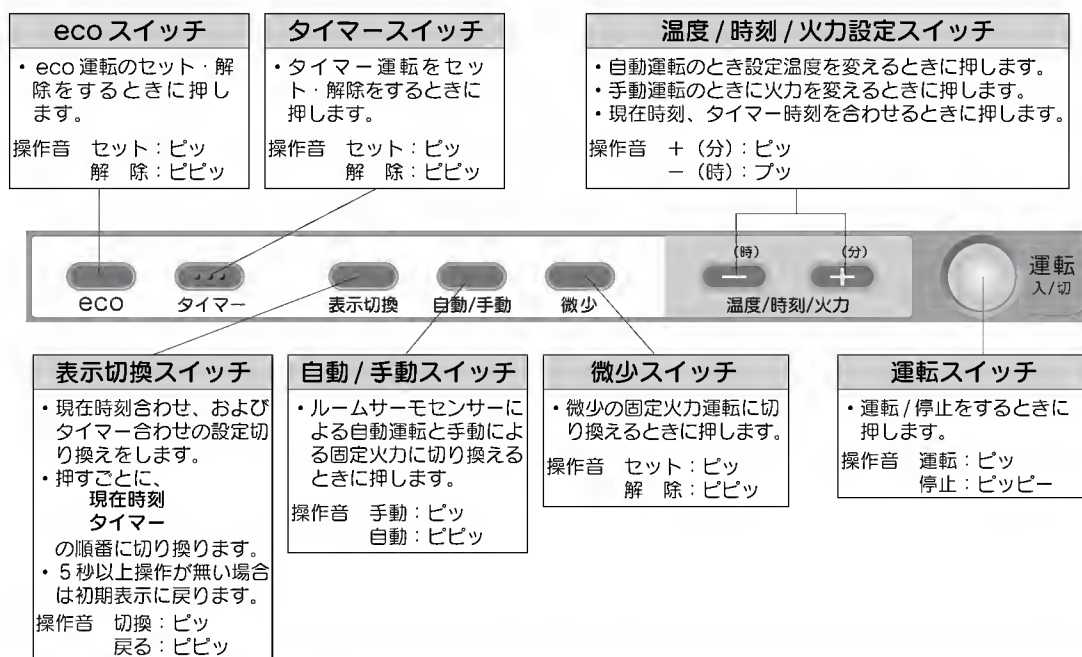 eco スイッチ
・eco 運転のセット・解
除をするときに押し
ます。
操作音 セット：ピッ
解 除：ピピッ
タイマースイッチ
・タイマー運転をセッ
ト・解除をするときに
押します。
操作音 セット：ピッ
解 除：ピピッ
温度 / 時刻 / 火力設定スイッチ
・自動運転のとき設定温度を変えるときに押します。
・手動運転のときに火力を変えるときに押します。
・現在時刻、タイマー時刻を合わせるときに押します。
操作音 ＋（分）：ピッ
－（時）：プッ
(時) (分)
－ ＋
運転
入/切
eco タイマー 表示切換 自動/手動 微少 温度/時刻/火力
表示切換スイッチ
・現在時刻合わせ、および
タイマー合わせの設定切
り換えをします。
・押すごとに、
現在時刻
タイマー
の順番に切り換ります。
・５秒以上操作が無い場合
は初期表示に戻ります。
操作音 切換：ピッ
戻る：ピピッ
自動 / 手動スイッチ
・ルームサーモセンサーに
よる自動運転と手動によ
る固定火力に切り換える
ときに押します。
操作音 手動：ピッ
自動：ピピッ
微少スイッチ
・微少の固定火力運転に切
り換えるときに押します。
操作音 セット：ピッ
解 除：ピピッ
運転スイッチ
・運転/停止をするときに
押します。
操作音 運転：ピッ
停止：ピッピー